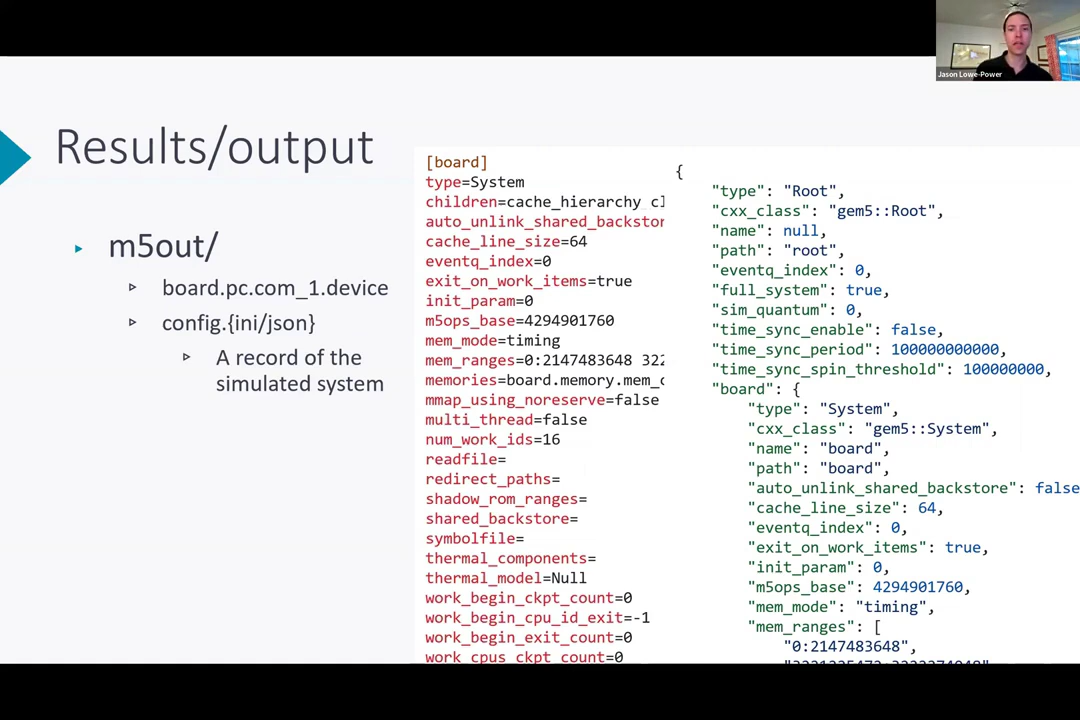 Jason Lowe-Power
Results/output
m5out/
board.pc.com_1.device
config.{ini/json}
A record of the
simulated system
[board]
type=System
children=cache_hierarchy cl
auto_unlink_shared_backstor
cache_line_size=64
eventq_index=0
exit_on_work_items=true
init_param=0
m5ops_base=4294901760
mem_mode=timing
mem_ranges=0:2147483648 322
memories=board.memory.mem_c
mmap_using_noreserve=false
multi_thread=false
num_work_ids=16
readfile=
redirect_paths=
shadow_rom_ranges=
shared_backstore=
symbolfile=
thermal_components=
thermal_model=Null
work_begin_ckpt_count=0
work_begin_cpu_id_exit=-1
work_begin_exit_count=0
work_cpus_ckpt_count=0
{
"type": "Root",
"cxx_class": "gem5::Root",
"name": null,
"path": "root",
"eventq_index": 0,
"full_system": true,
"sim_quantum": 0,
"time_sync_enable": false,
"time_sync_period": 100000000000,
"time_sync_spin_threshold": 100000000,
"board": {
"type": "System",
"cxx_class": "gem5::System",
"name": "board",
"path": "board",
"auto_unlink_shared_backstore": false
"cache_line_size": 64,
"eventq_index": 0,
"exit_on_work_items": true,
"init_param": 0,
"m5ops_base": 4294901760,
"mem_mode": "timing",
"mem_ranges": [
"0:2147483648",